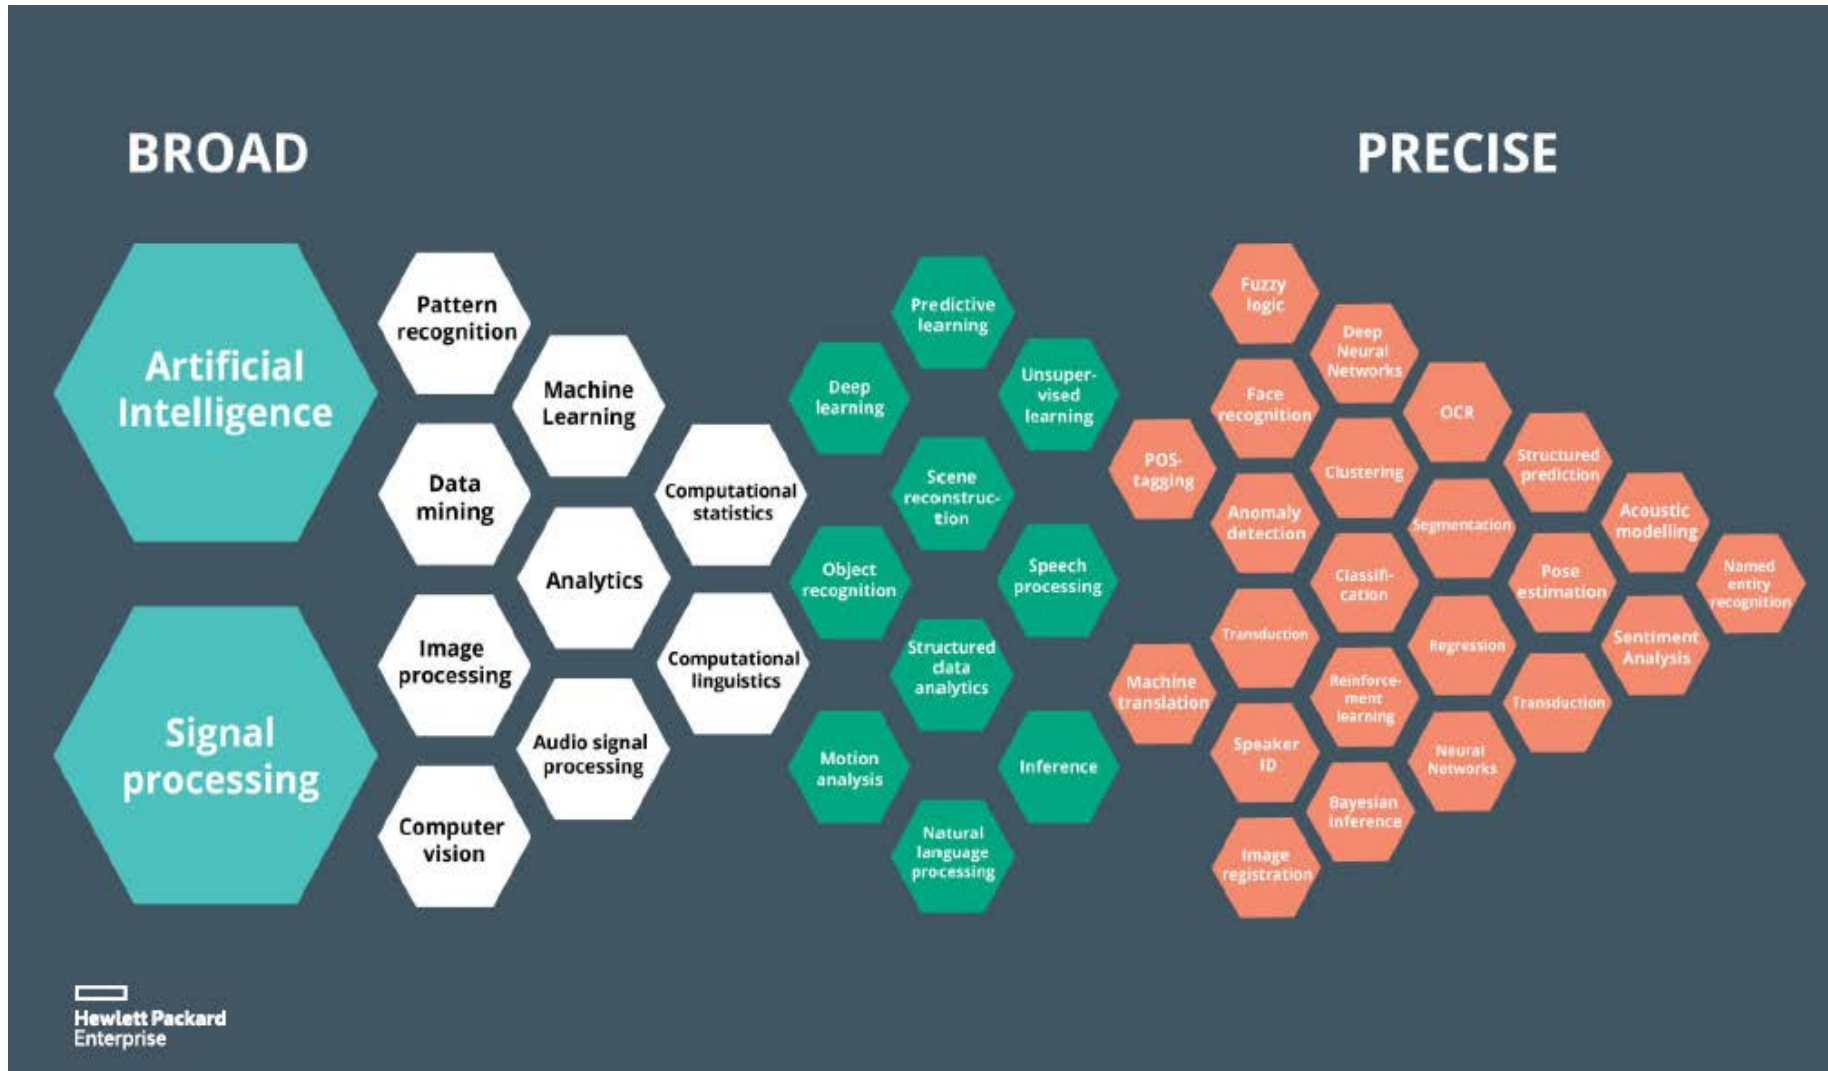 BROAD
PRECISE
Artificial
Intelligence
Signal
processing
Pattern
recognition
Machine
Learning
Data
mining
Computational
statistics
Analytics
Image
processing
Computational
linguistics
Audio signal
processing
Computer
vision
Predictive
learning
Deep
learning
Unsuper-
vised
learning
Scene
reconstruc-
tion
Object
recognition
Speech
processing
Structured
data
analytics
Motion
analysis
Inference
Natural
language
processing
Fuzzy
logic
Deep
Neural
Networks
Face
recognition
OCR
POS-
tagging
Clustering
Structured
prediction
Anomaly
detection
Segmentation
Acoustic
modelling
Classifi-
cation
Pose
estimation
Named
entity
recognition
Transduction
Regression
Sentiment
Analysis
Machine
translation
Reinforce-
ment
learning
Transduction
Speaker
ID
Neural
Networks
Bayesian
inference
Image
registration
Hewlett Packard
Enterprise